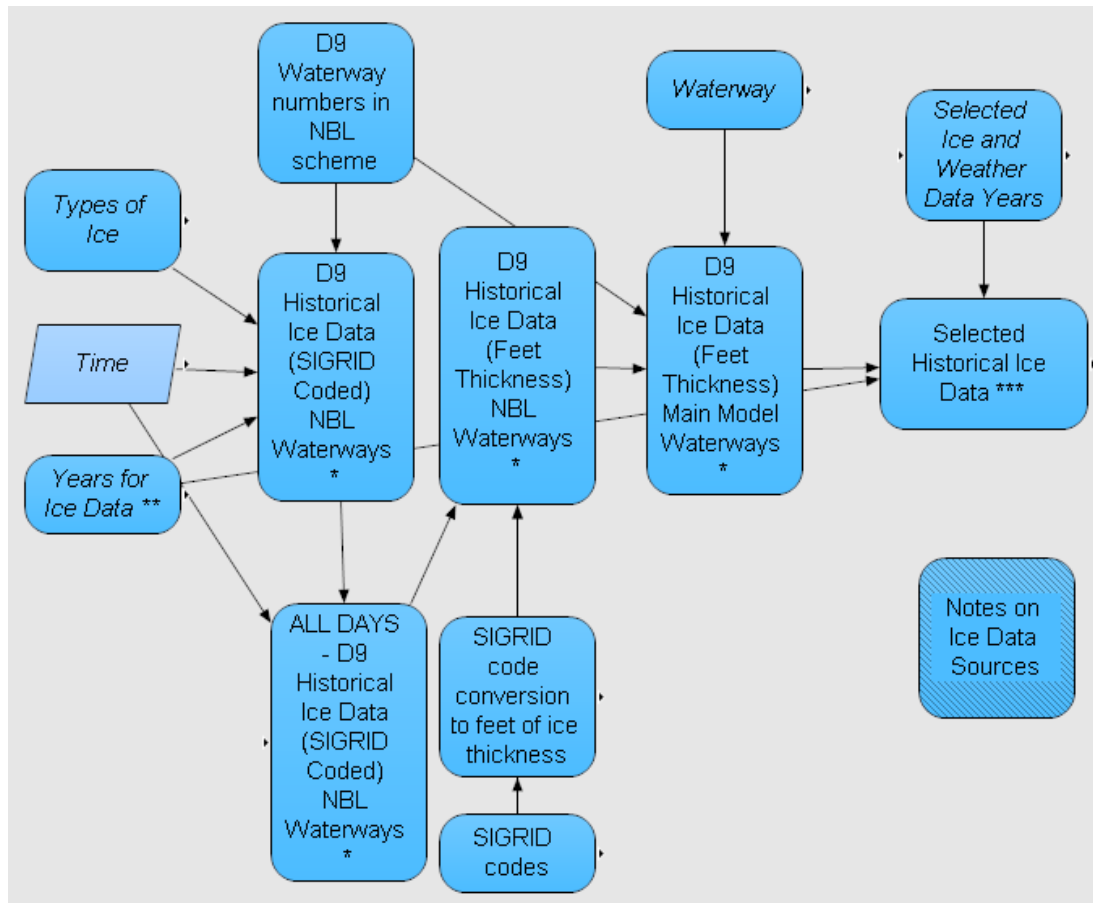 D9
Waterway
numbers in
NBL
scheme
Waterway
Selected
Ice and
Weather
Data Years
Types of
Ice
D9
Historical
Ice Data
(SIGRID
Coded)
NBL
Waterways
*
D9
Historical
Ice Data
(Feet
Thickness)
NBL
Waterways
*
D9
Historical
Ice Data
(Feet
Thickness)
Main Model
Waterways
*
Selected
Historical Ice
Data ***
Time
Years for
Ice Data **
ALL DAYS
- D9
Historical
Ice Data
(SIGRID
Coded)
NBL
Waterways
*
SIGRID
code
conversion
to feet of ice
thickness
SIGRID
codes
Notes on
Ice Data
Sources